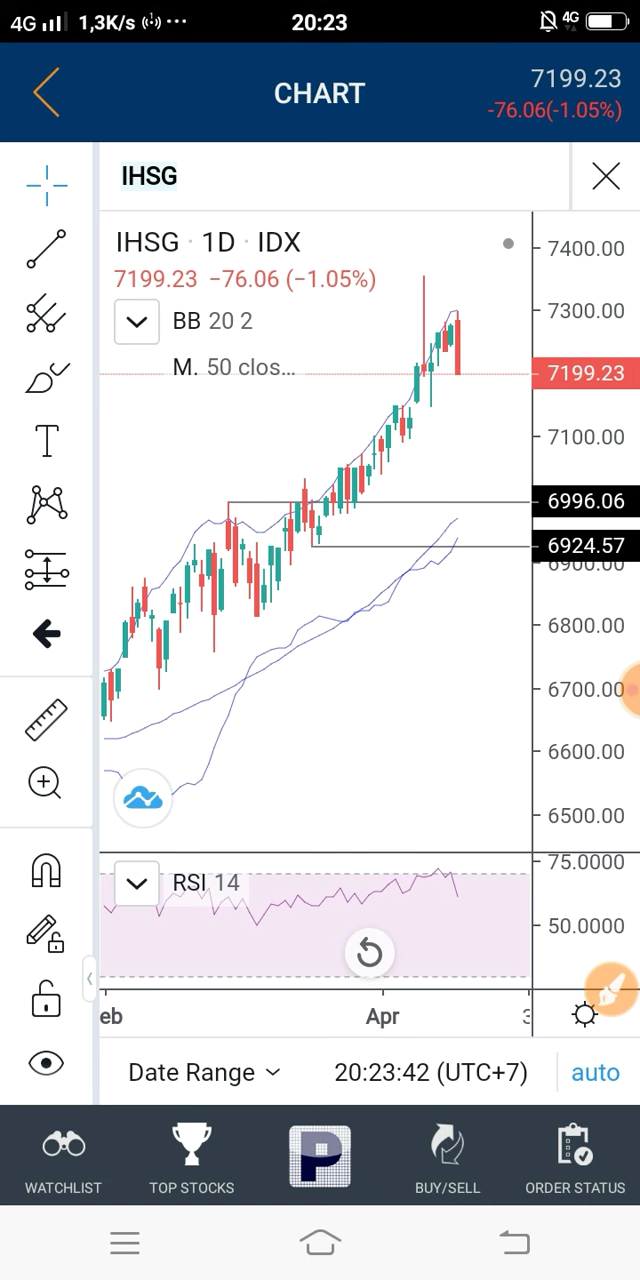 4G 1,3K/s ... 20:23 4G
CHART
7199.23
-76.06(-1.05%)
IHSG
IHSG · 1D · IDX
7199.23 −76.06 (−1.05%)
BB 20 2
M. 50 clos...
7400.00
7300.00
7199.23
7100.00
6996.06
6924.57
6900.00
6800.00
6700.00
6600.00
6500.00
T
RSI 14
75.0000
50.0000
eb Apr 3
Date Range 20:23:42 (UTC+7) auto
P
WATCHLIST TOP STOCKS BUY/SELL ORDER STATUS